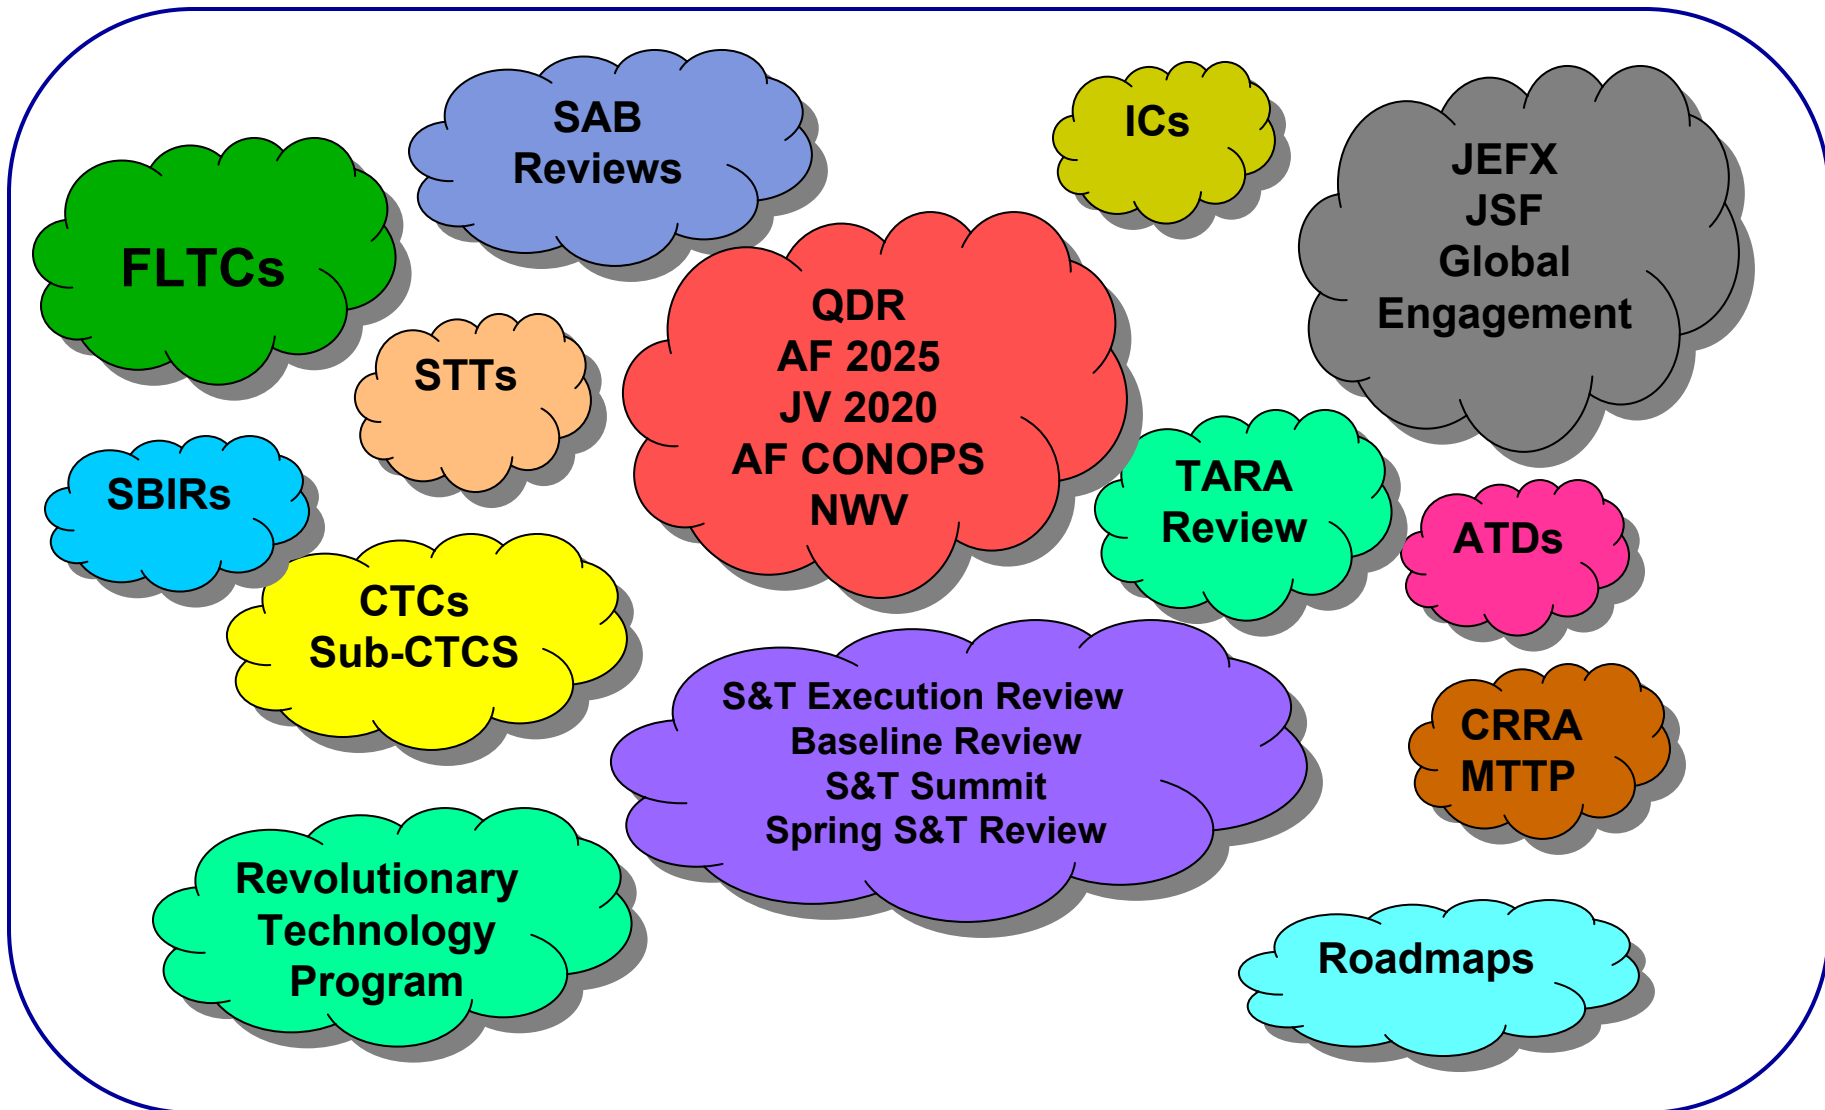 SAB
Reviews
ICs
JEFX
JSF
Global
Engagement
FLTCs
QDR
AF 2025
JV 2020
AF CONOPS
NWV
STTs
SBIRs
TARA
Review
ATDs
CTCs
Sub-CTCS
S&T Execution Review
Baseline Review
S&T Summit
Spring S&T Review
CRRA
MTTP
Revolutionary
Technology
Program
Roadmaps